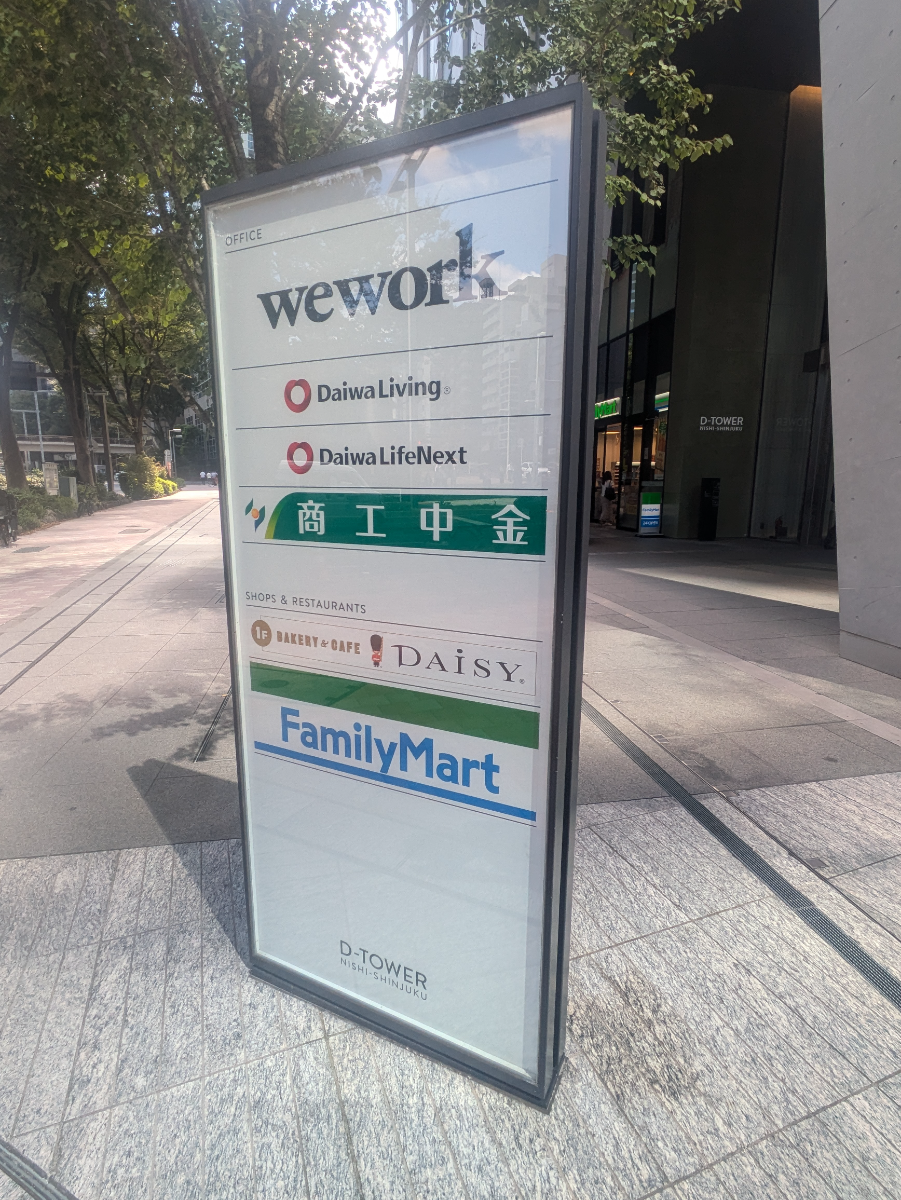 OFFICE
wework
Daiwa Living®
Daiwa LifeNext
商工中金
SHOPS & RESTAURANTS
1F BAKERY & CAFE DAISY®
FamilyMart
D-TOWER
NISHI-SHINJUKU
D-TOWER
NISHI-SHINJUKU
FamilyMart